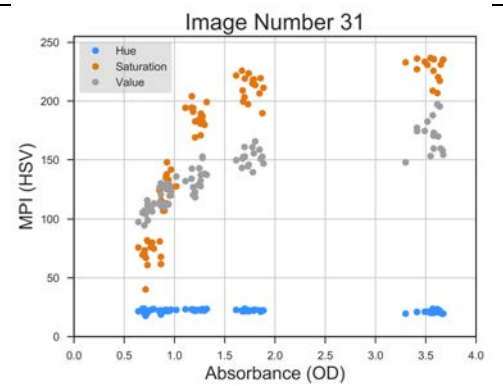 Image Number 31
Hue
Saturation
Value
MPI (HSV)
250
200
150
100
50
0
0.0 0.5 1.0 1.5 2.0 2.5 3.0 3.5 4.0
Absorbance (OD)